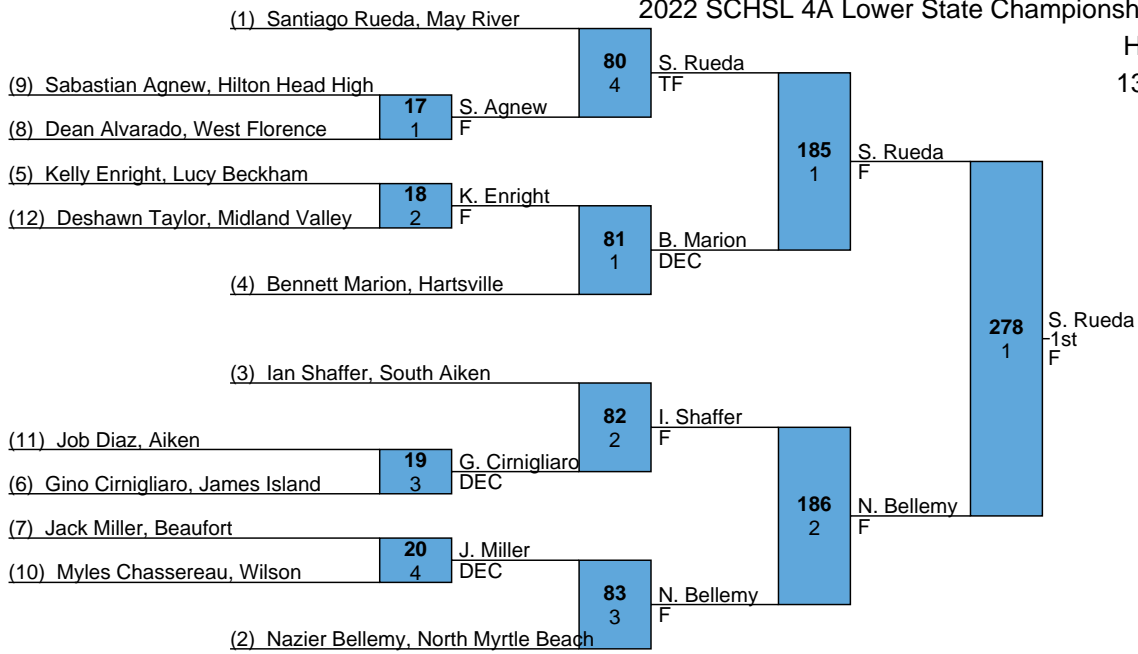 2022 SCHSL 4A Lower State Championsh
H
13
(1) Santiago Rueda, May River
80
4
S. Rueda
TF
(9) Sabastian Agnew, Hilton Head High
17
1
S. Agnew
F
(8) Dean Alvarado, West Florence
185
1
S. Rueda
F
(5) Kelly Enright, Lucy Beckham
18
2
K. Enright
F
(12) Deshawn Taylor, Midland Valley
81
1
B. Marion
DEC
(4) Bennett Marion, Hartsville
278
1
S. Rueda
1st
F
(3) Ian Shaffer, South Aiken
82
2
I. Shaffer
F
(11) Job Diaz, Aiken
19
3
G. Cirnigliaro
DEC
(6) Gino Cirnigliaro, James Island
186
2
N. Bellemy
F
(7) Jack Miller, Beaufort
20
4
J. Miller
DEC
(10) Myles Chassereau, Wilson
83
3
N. Bellemy
F
(2) Nazier Bellemy, North Myrtle Beach